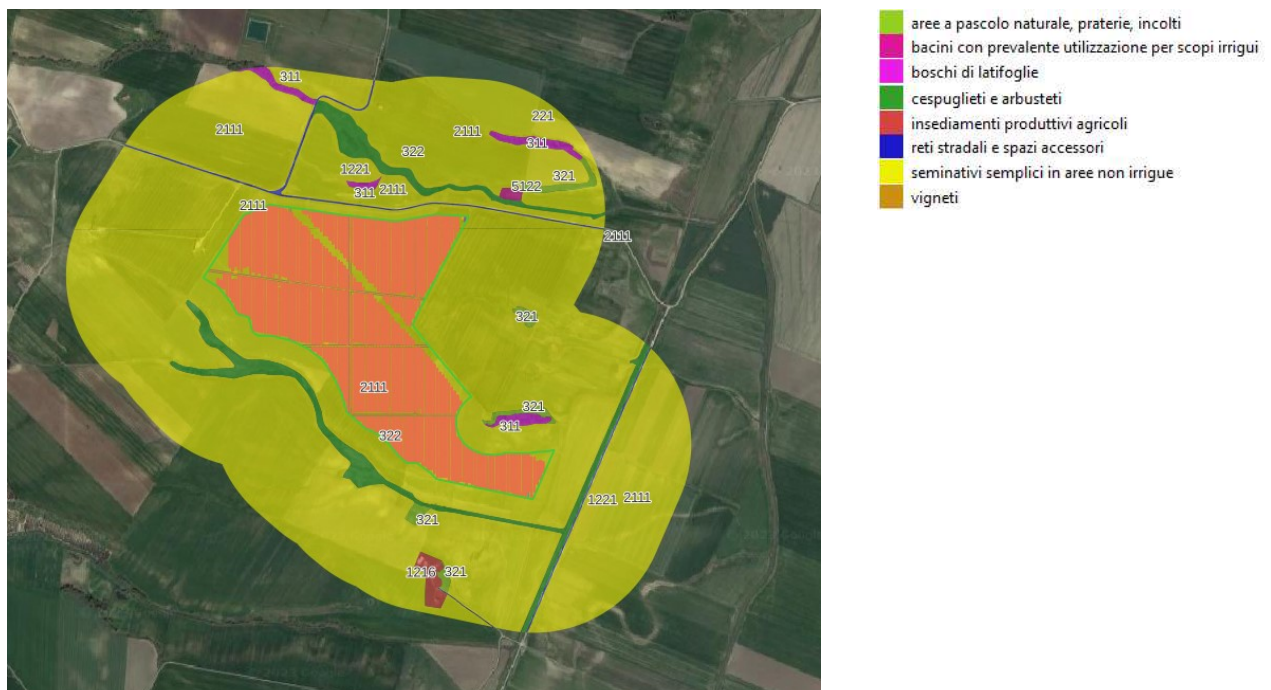 aree a pascolo naturale, praterie, incolti
bacini con prevalente utilizzazione per scopi irrigui
boschi di latifoglie
cespuglieti e arbusteti
insediamenti produttivi agricoli
reti stradali e spazi accessori
seminativi semplici in aree non irrigue
vigneti
311
221
2111
2111
311
322
1221
321
311 2111
5122
2111
2111
321
2111
321
311
322
1221 2111
321
1216 321